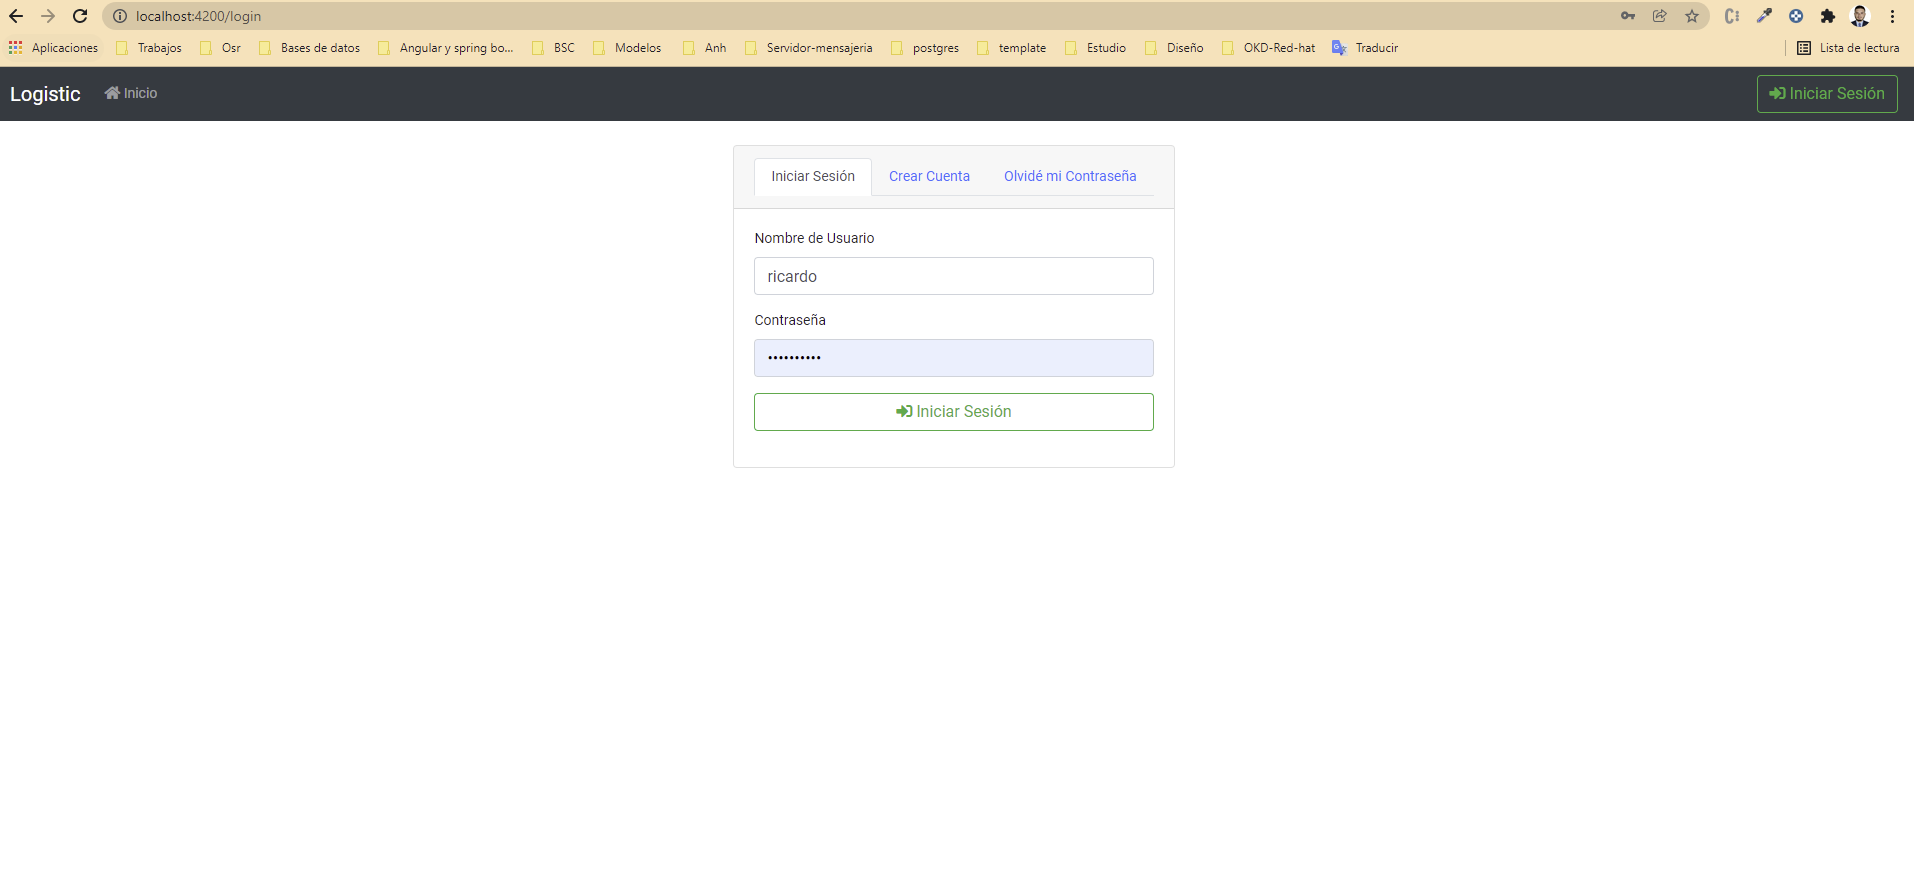 localhost:4200/login
Aplicaciones Trabajos Osr Bases de datos Angular y spring bo... BSC Modelos Anh Servidor-mensajeria postgres template Estudio Diseño OKD-Red-hat Traducir Lista de lectura
Logistic Inicio Iniciar Sesión
Iniciar Sesión Crear Cuenta Olvidé mi Contraseña
Nombre de Usuario
ricardo
Contraseña
••••••••••
Iniciar Sesión